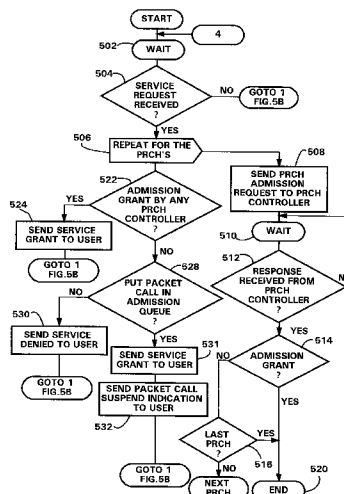 START
4
502
WAIT
504
SERVICE
REQUEST
RECEIVED
?
NO
GOTO 1
FIG.5B
YES
506
REPEAT FOR THE
PRCH'S
508
SEND PRCH
ADMISSION
REQUEST TO PRCH
CONTROLLER
522
ADMISSION
GRANT BY ANY
PRCH
CONTROLLER
?
YES
524
SEND SERVICE
GRANT TO USER
GOTO 1
FIG.5B
NO
510
WAIT
512
RESPONSE
RECEIVED FROM
PRCH
CONTROLLER
?
N
YES
528
PUT PACKET
CALL IN
ADMISSION
QUEUE
?
NO
530
SEND SERVICE
DENIED TO USER
GOTO 1
FIG.5B
YES
531
SEND SERVICE
GRANT TO USER
SEND PACKET CALL
SUSPEND INDICATION
TO USER
532
GOTO 1
FIG.5B
514
ADMISSION
GRANT
?
NO
YES
LAST
PRCH
?
YES
516
NO
NEXT
PRCH
END
520